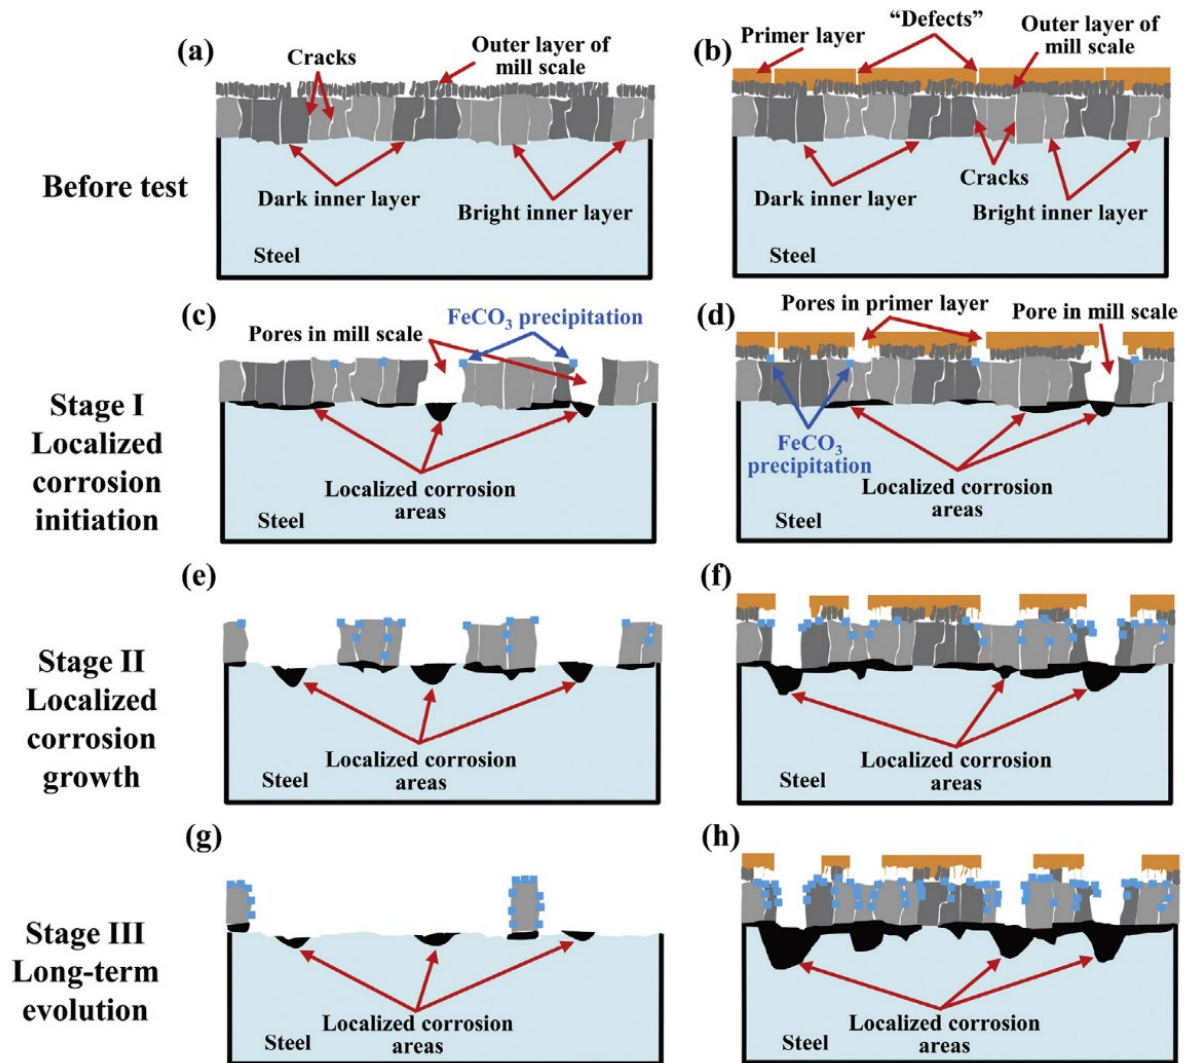 (a)
Cracks
Outer layer of
mill scale
Dark inner layer
Bright inner layer
Steel
(b)
Primer layer
“Defects”
Outer layer of
mill scale
Cracks
Dark inner layer
Bright inner layer
Steel
Before test
(c)
Pores in mill scale
FeCO₃ precipitation
Localized corrosion
areas
Steel
(d)
Pores in primer layer
Pore in mill scale
FeCO₃
precipitation
Localized corrosion
areas
Steel
Stage I
Localized
corrosion
initiation
(e)
Localized corrosion
areas
Steel
(f)
Localized corrosion
areas
Steel
Stage II
Localized
corrosion
growth
(g)
Localized corrosion
areas
Steel
(h)
Localized corrosion
areas
Steel
Stage III
Long-term
evolution